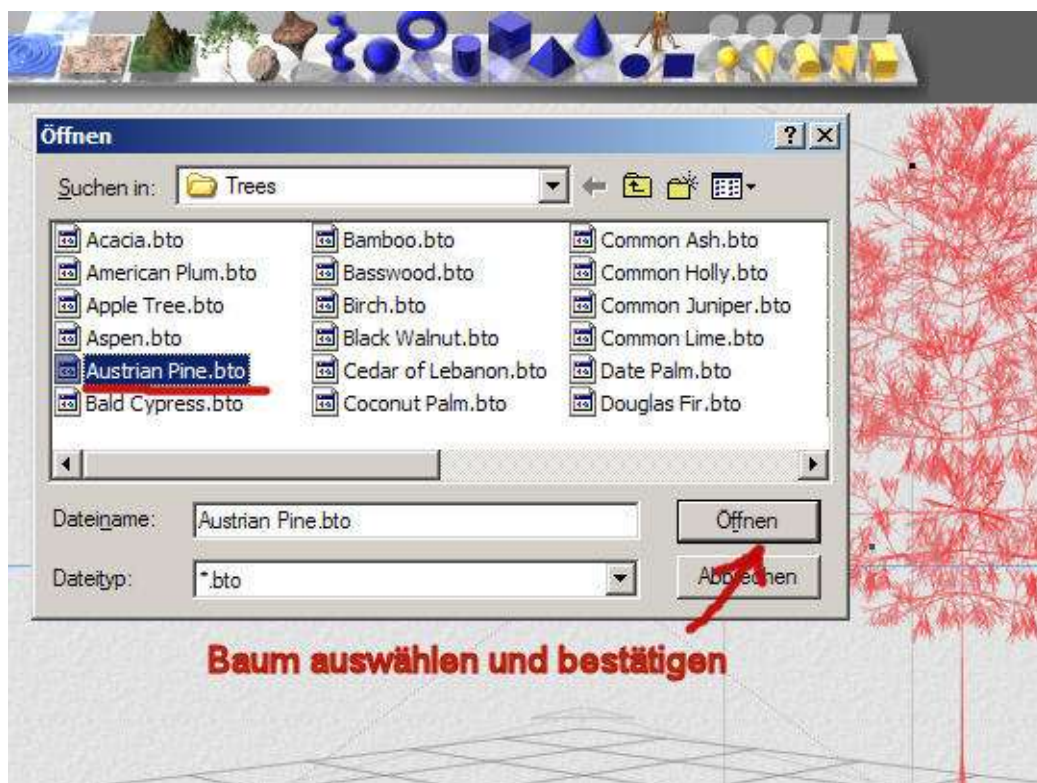 Öffnen
Suchen in: Trees
Acacia.bto
American Plum.bto
Apple Tree.bto
Aspen.bto
Austrian Pine.bto
Bald Cypress.bto
Bamboo.bto
Basswood.bto
Birch.bto
Black Walnut.bto
Cedar of Lebanon.bto
Coconut Palm.bto
Common Ash.bto
Common Holly.bto
Common Juniper.bto
Common Lime.bto
Date Palm.bto
Douglas Fir.bto
Dateiname: Austrian Pine.bto Öffnen
Dateityp: *.bto Abbrechen
Baum auswählen und bestätigen